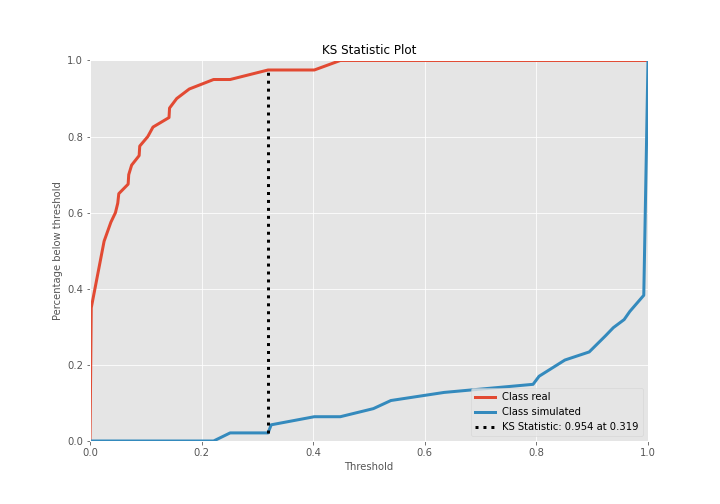 KS Statistic Plot
1.0
0.8
0.6
0.4
0.2
0.0
Percentage below threshold
0.0 0.2 0.4 0.6 0.8 1.0
Threshold
Class real
Class simulated
KS Statistic: 0.954 at 0.319